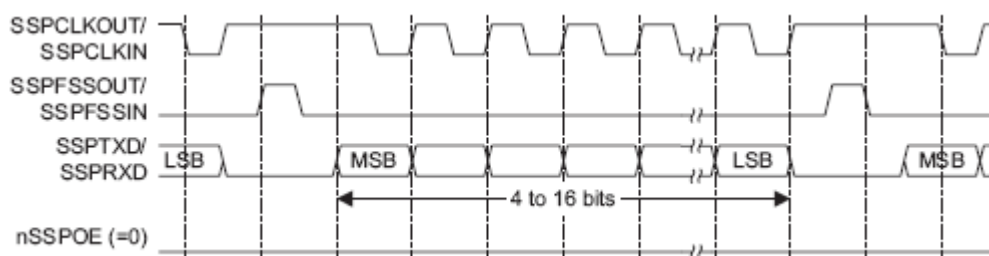 SSPCLKOUT/
SSPCLKIN
SSPFSSOUT/
SSPFSSIN
SSPTXD/
SSPRXD
LSB
MSB
LSB
MSB
4 to 16 bits
nSSPOE (=0)